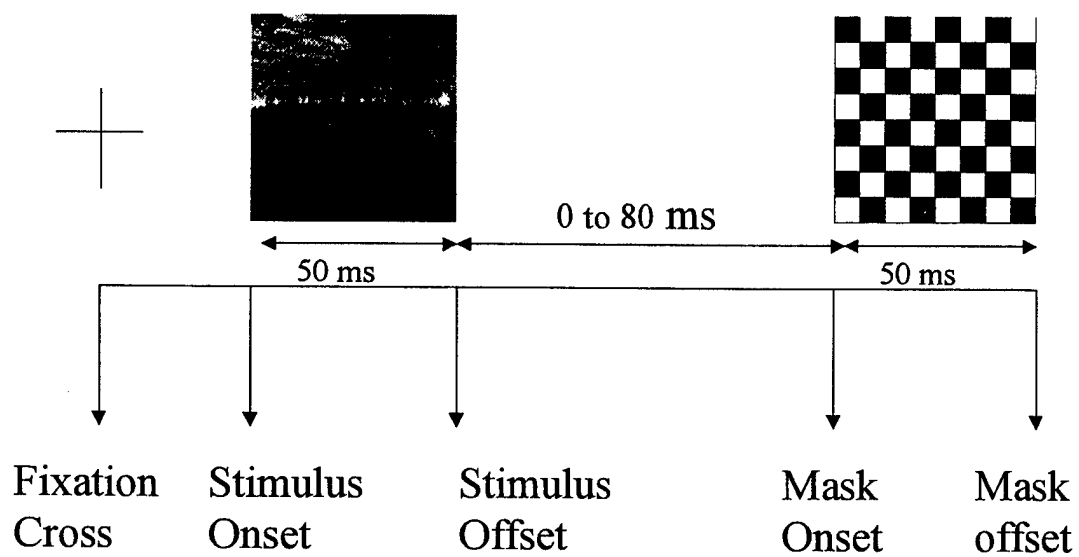 0 to 80 ms
50 ms
50 ms
Fixation Cross
Stimulus Onset
Stimulus Offset
Mask Onset
Mask offset